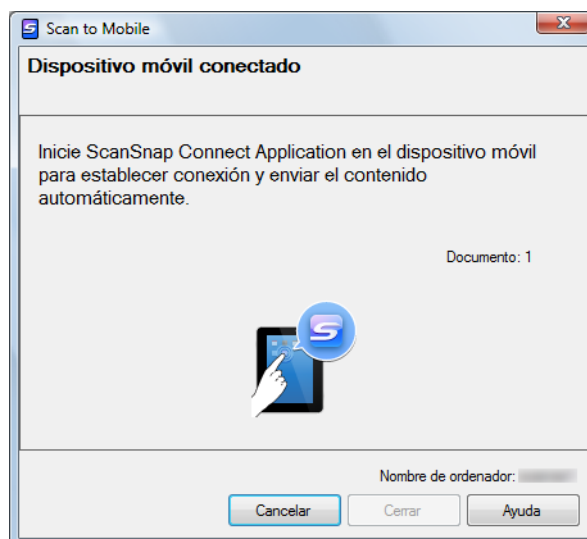 Scan to Mobile
Dispositivo móvil conectado
Inicie ScanSnap Connect Application en el dispositivo móvil
para establecer conexión y enviar el contenido
automáticamente.
Documento: 1
Nombre de ordenador:
Cancelar
Cerrar
Ayuda